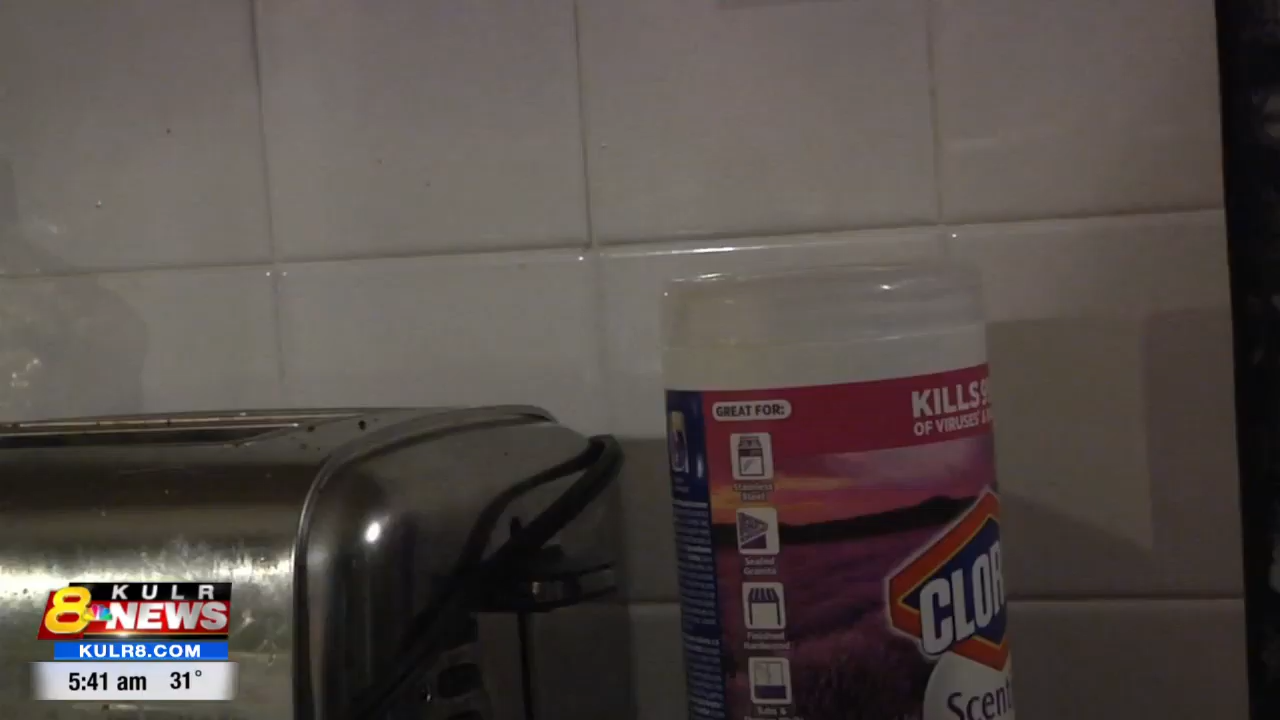 GREAT FOR:
KILLS 9
OF VIRUSES &
Stainless
Steel
Sealed
Granite
Finished
Hardwood
Tubs &
CLOR
Scent
8 KULR
NEWS
KULR8.COM
5:41 am 31°